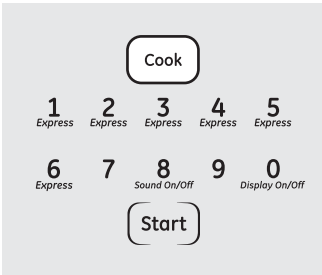 Cook
1 2 3 4 5
Express Express Express Express Express
6 7 8 9 0
Express Sound On/Off Display On/Off
Start